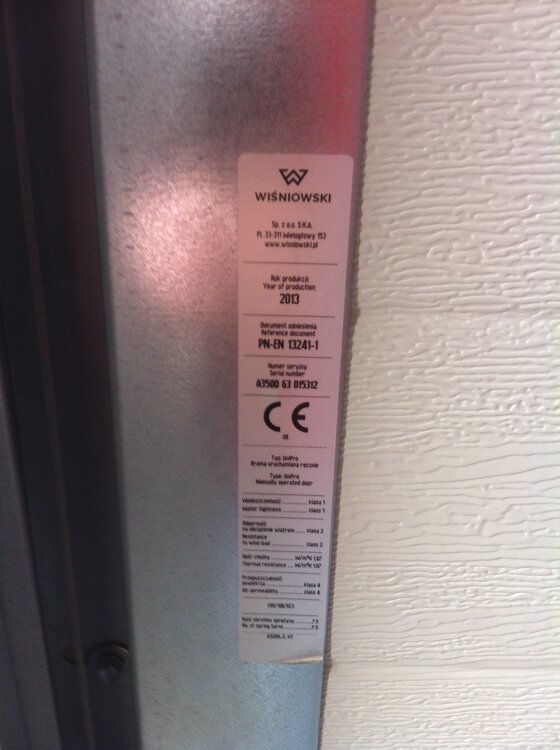 WIŚNIOWSKI
Sp. z o.o. S.K.A.
PL 33-311 Wielogłowy 153
www.wisniowski.pl
Rok produkcji:
Year of production:
2013
Dokument odniesienia
Reference document
PN-EN 13241-1
Numer seryjny
Serial number
A3500 63 015312
CE
08
Typ: UniPro
Brama uruchamiana ręcznie
Type: UniPro
Manually operated door
Wodoszczelność ... klasa 1
Water tightness ... class 1
Odporność
na obciążenie wiatrem ... klasa 2
Resistance
to wind load ... class 2
Opór cieplny ... W/m²K 1.07
Thermal resistance ... W/m²K 1.07
Przepuszczalność
powietrza ... klasa 4
Air permeability ... class 4
(89/106/EC)
Ilość obrotów sprężyny ... 7.5
No. of spring turns ... 7.5